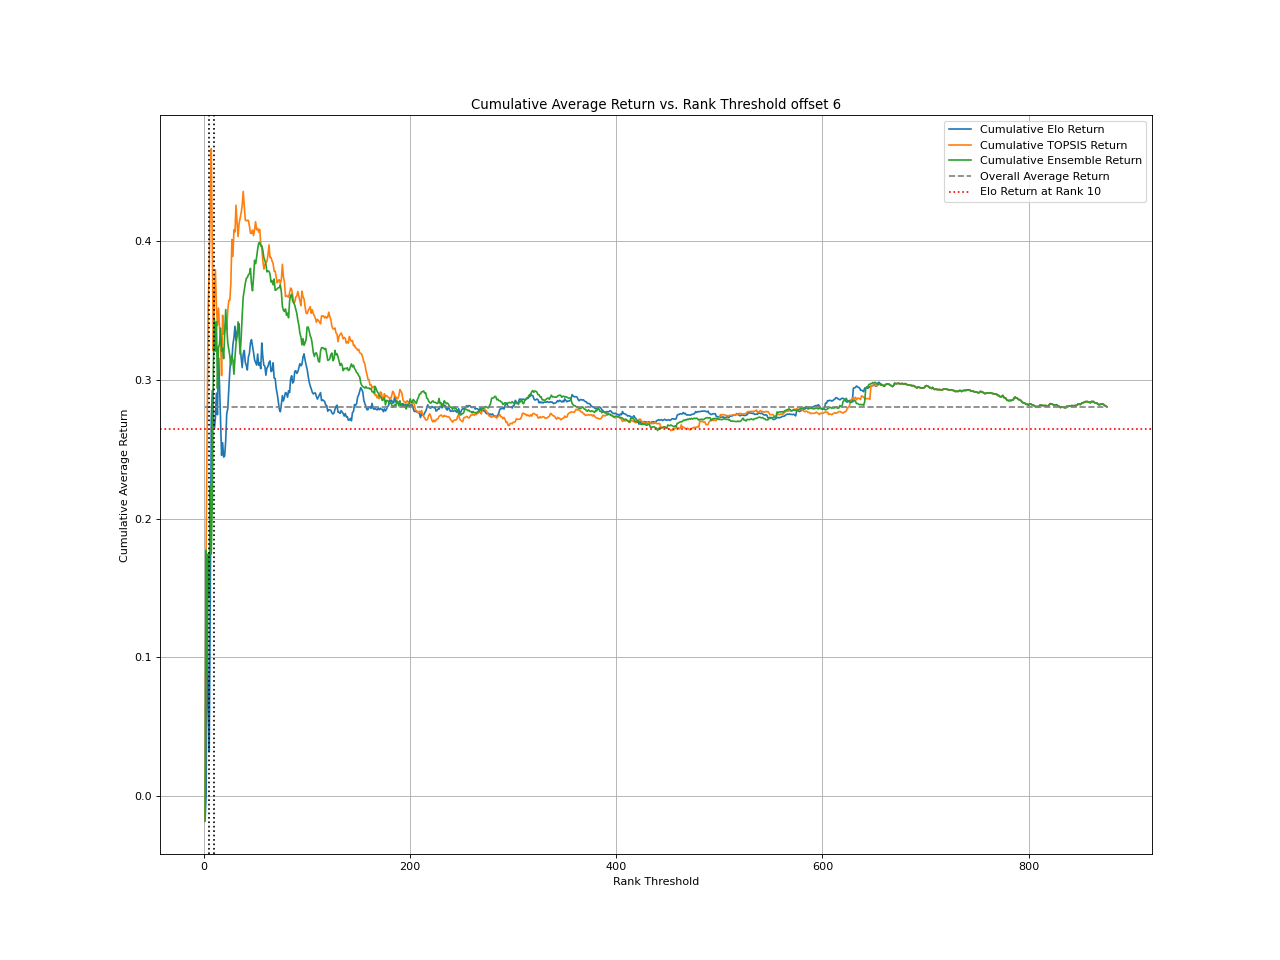 Cumulative Average Return vs. Rank Threshold offset 6
Cumulative Elo Return
Cumulative TOPSIS Return
Cumulative Ensemble Return
Overall Average Return
Elo Return at Rank 10
Cumulative Average Return
0.4
0.3
0.2
0.1
0.0
0
200
400
600
800
Rank Threshold